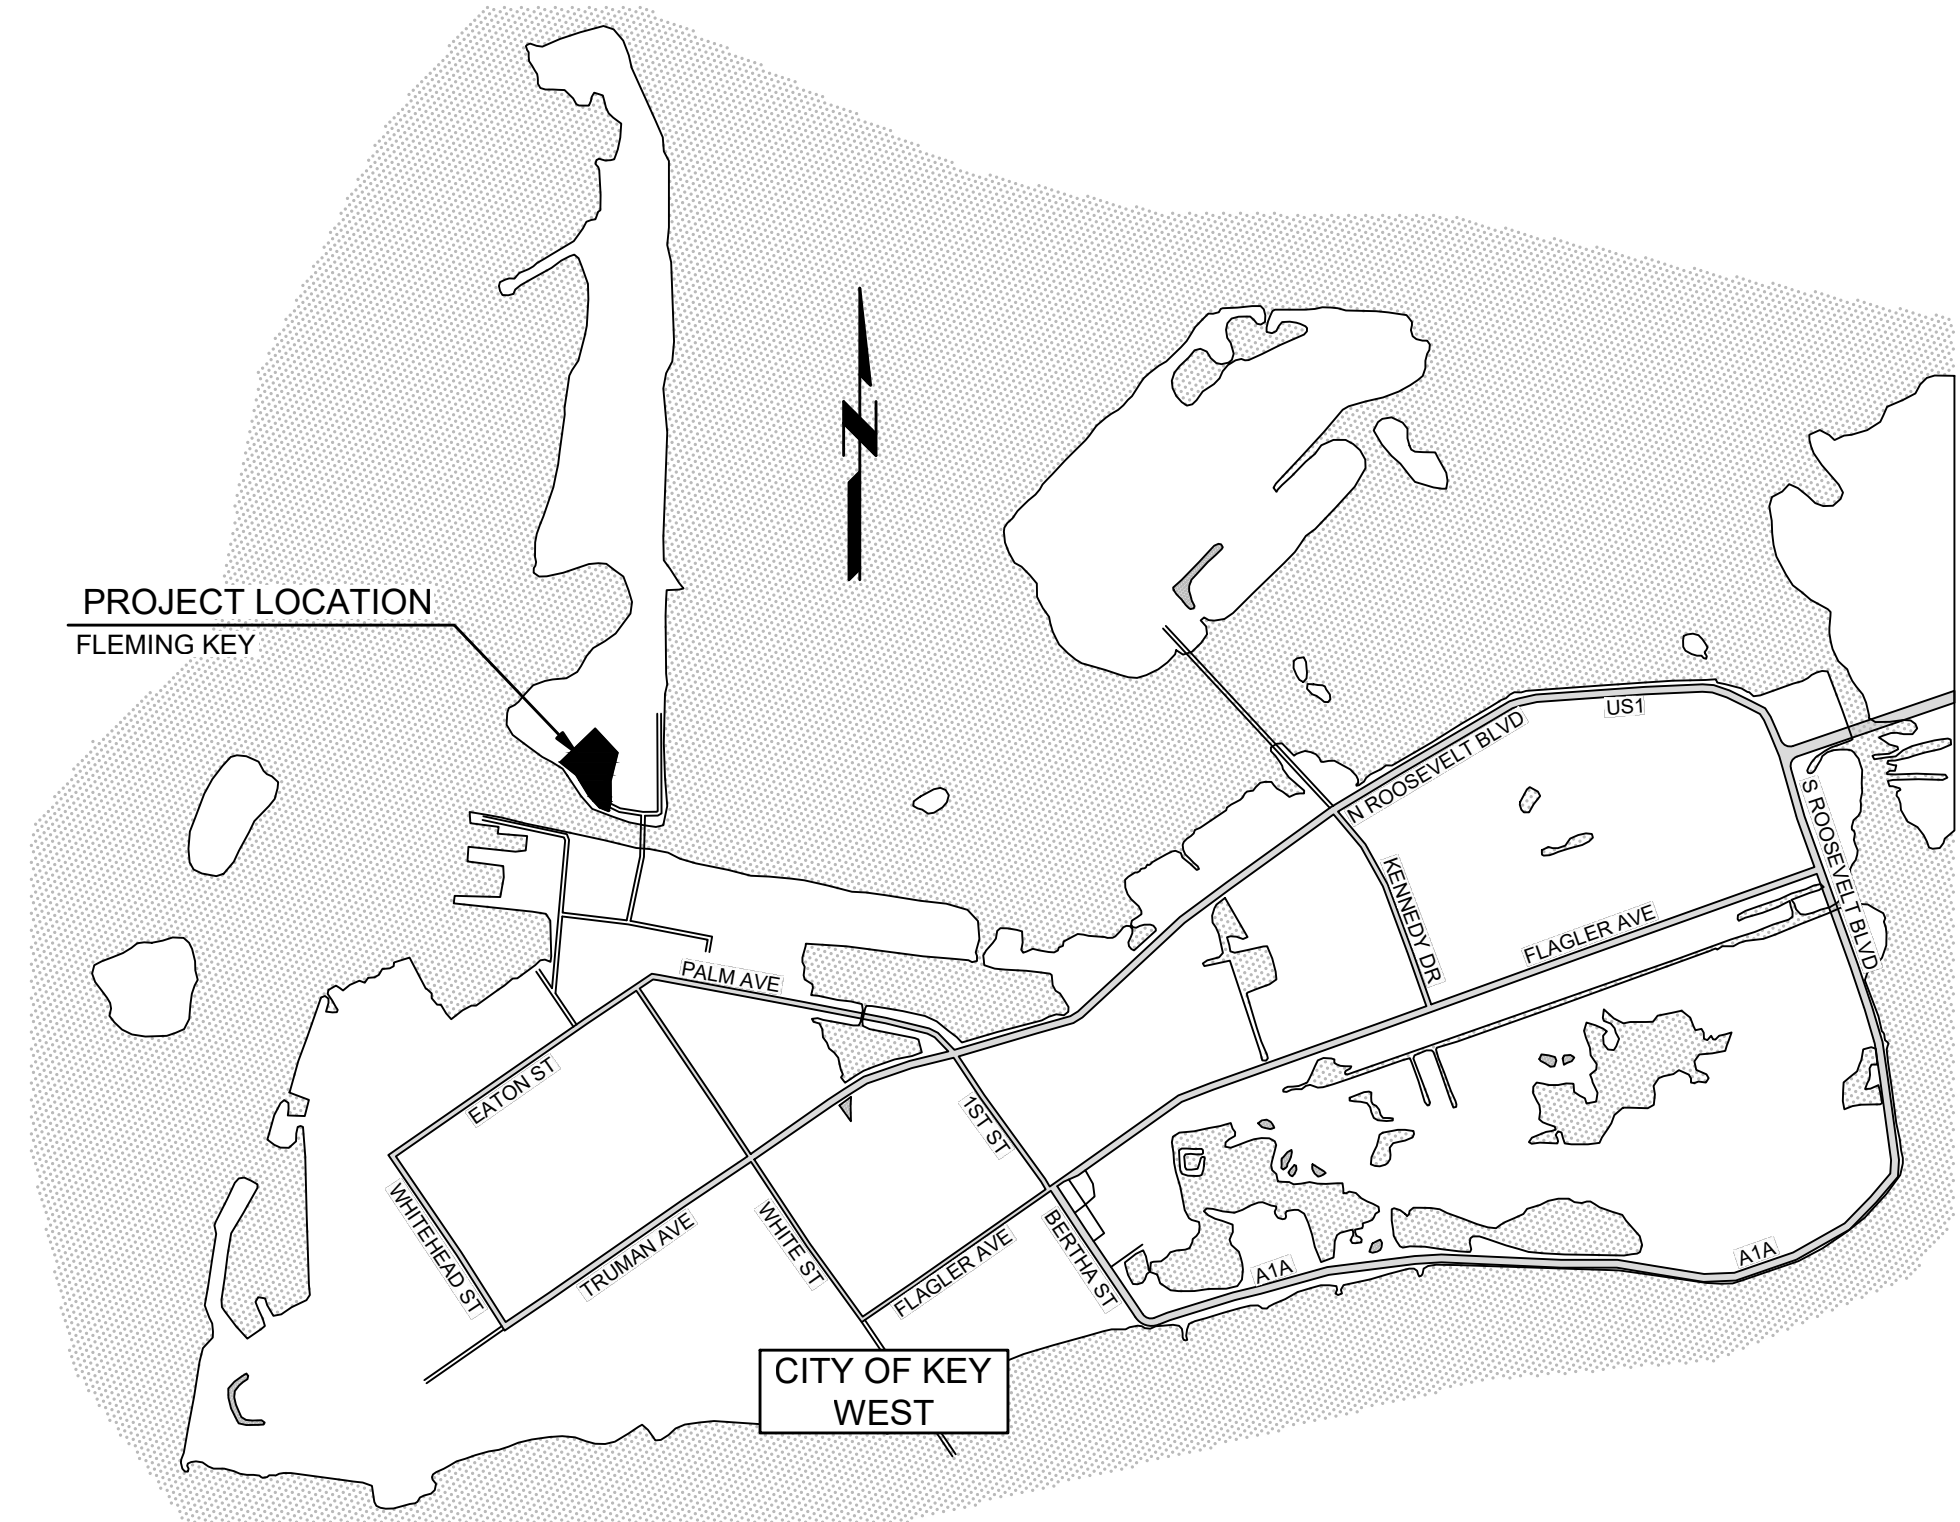 N
PROJECT LOCATION
FLEMING KEY
US1
N ROOSEVELT BLVD
S ROOSEVELT BLVD
KENNEDY DR
FLAGLER AVE
PALM AVE
EATON ST
1ST ST
WHITEHEAD ST
TRUMAN AVE
WHITE ST
FLAGLER AVE
BERTHA ST
A1A
A1A
CITY OF KEY
WEST